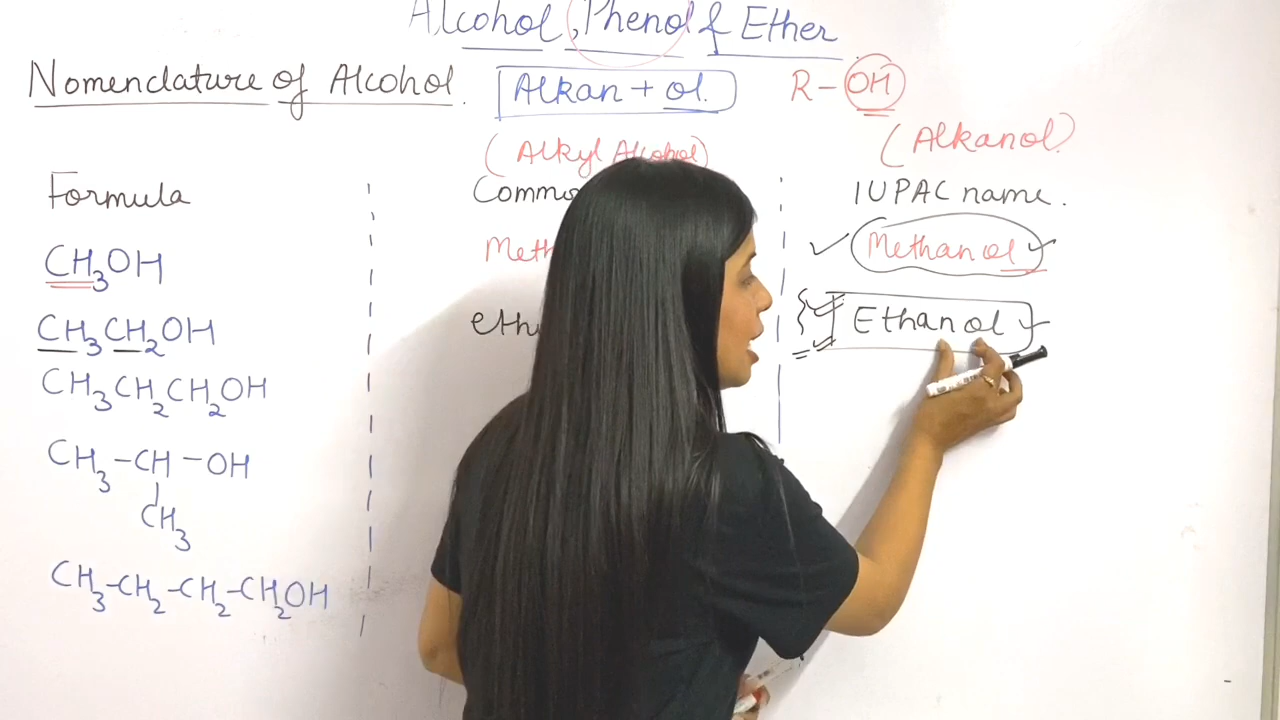 Alcohol, Phenol & Ether
Nomenclature of Alcohol. Alkan + ol. R-OH
(Alkyl Alcohol) (Alkanol)
Formula IUPAC name.
CH3OH Methanol
CH3CH2OH Ethanol
CH3CH2CH2OH
CH3-CH-OH
CH3
CH3-CH2-CH2-CH2OH